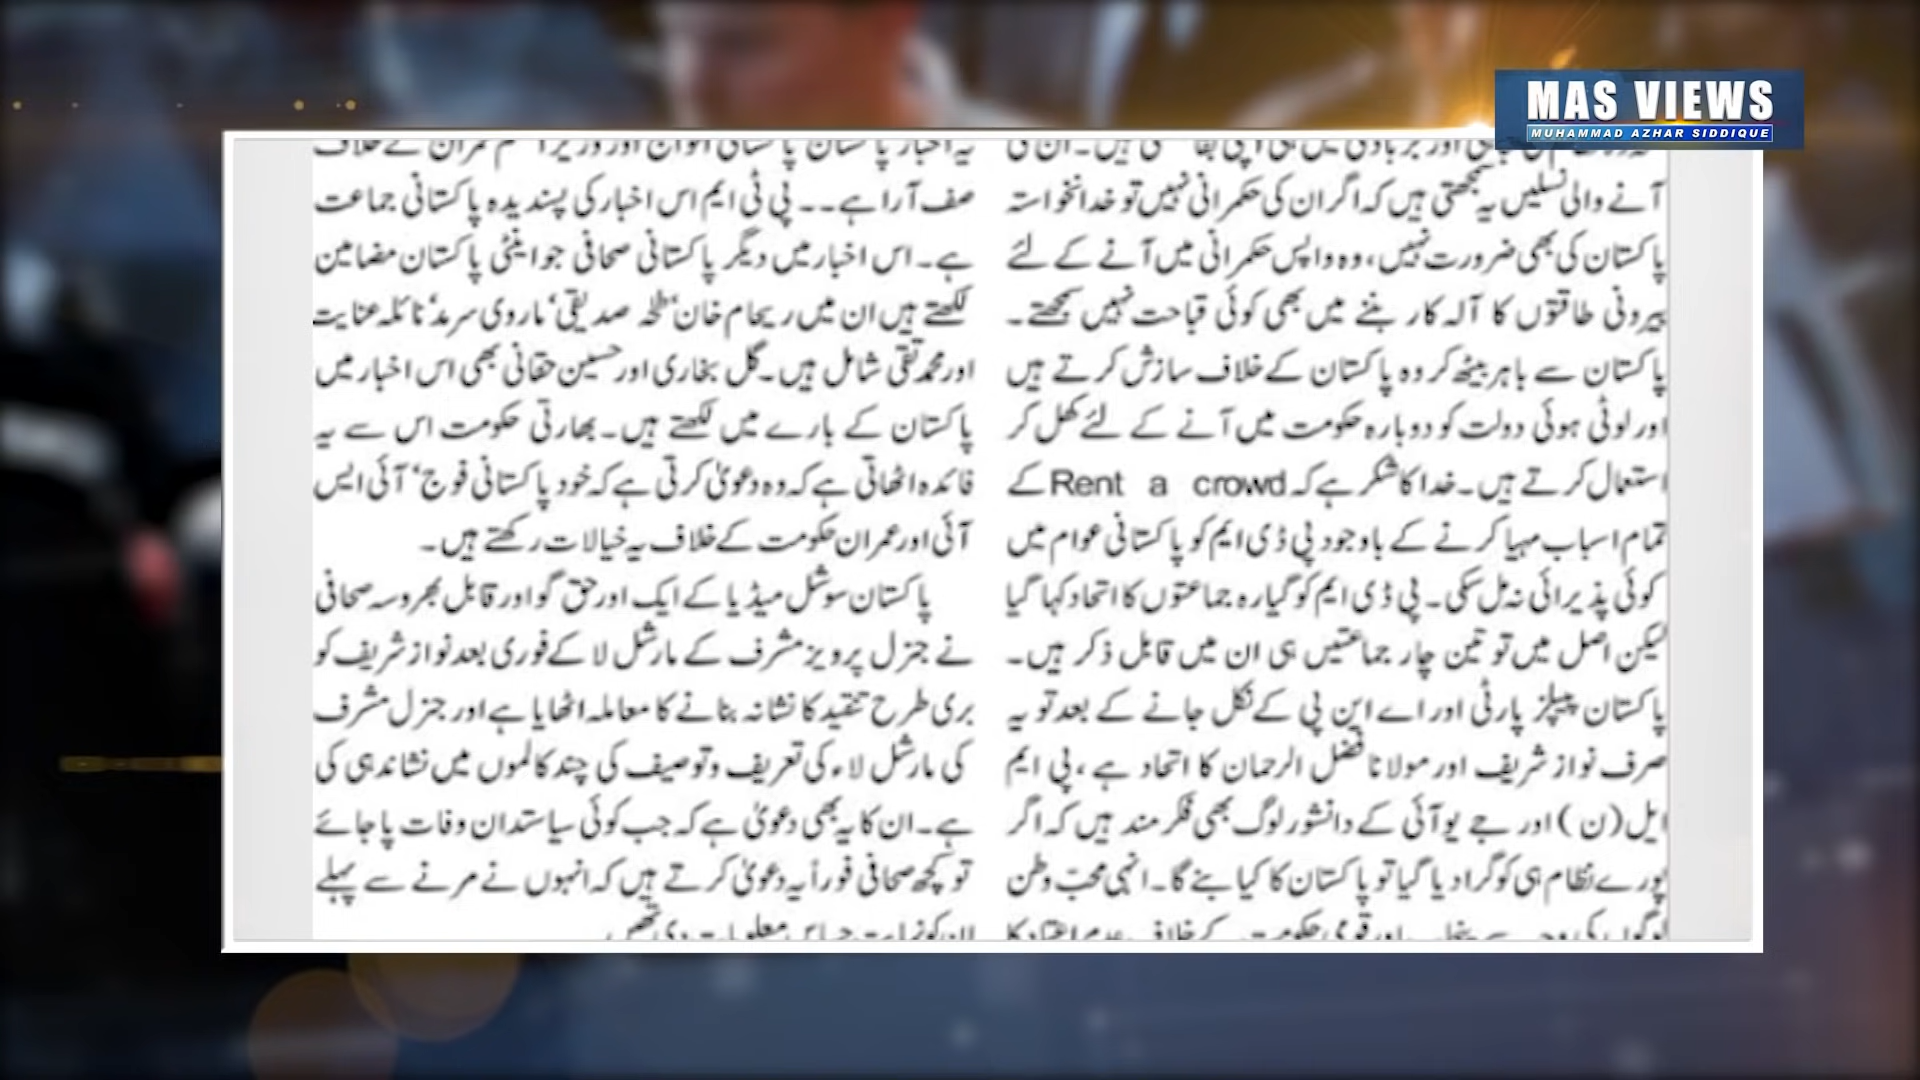 MAS VIEWS
MUHAMMAD AZHAR SIDDIQUE
آنے والی نسلیں یہ سمجھتی ہیں کہ اگر ان کی حکمرانی نہیں تو خدانخواستہ
پاکستان کی بھی ضرورت نہیں، وہ واپس حکمرانی میں آنے کے لئے
بیرونی طاقتوں کا آلہ کار بننے میں بھی کوئی قباحت نہیں سمجھتے۔
پاکستان سے باہر بیٹھ کر وہ پاکستان کے خلاف سازش کرتے ہیں
اور لوٹی ہوئی دولت کو دوبارہ حکومت میں آنے کے لئے کھل کر
استعمال کرتے ہیں۔ خدا کا شکر ہے کہ Rent a crowd کے
تمام اسباب مہیا کرنے کے باوجود پی ڈی ایم کو پاکستانی عوام میں
کوئی پذیرائی نہ مل سکی۔ پی ڈی ایم کو گیارہ جماعتوں کا اتحاد کہا گیا
لیکن اصل میں تو تین چار جماعتیں ہی ان میں قابل ذکر ہیں۔
پاکستان پیپلز پارٹی اور اے این پی کے نکل جانے کے بعد تو یہ
صرف نواز شریف اور مولانا فضل الرحمان کا اتحاد ہے، پی ایم
ایل (ن) اور جے یو آئی کے دانشور لوگ بھی فکر مند ہیں کہ اگر
پورے نظام ہی کو گرا دیا گیا تو پاکستان کا کیا بنے گا۔ انہی محب وطن
صف آرا ہے۔۔ پی ٹی ایم اس اخبار کی پسندیدہ پاکستانی جماعت
ہے۔ اس اخبار میں دیگر پاکستانی صحافی جو اینٹی پاکستان مضامین
لکھتے ہیں ان میں ریحام خان‘ طٰہٰ صدیقی‘ ماروی سرمد‘ نائلہ عنایت
اور محمد تقی شامل ہیں۔ گل بخاری اور حسین حقانی بھی اس اخبار میں
پاکستان کے بارے میں لکھتے ہیں۔ بھارتی حکومت اس سے یہ
فائدہ اٹھاتی ہے کہ وہ دعویٰ کرتی ہے کہ خود پاکستانی فوج‘ آئی ایس
آئی اور عمران حکومت کے خلاف یہ خیالات رکھتے ہیں۔
پاکستان سوشل میڈیا کے ایک اور حق گو اور قابل بھروسہ صحافی
نے جنرل پرویز مشرف کے مارشل لا کے فوری بعد نواز شریف کو
بری طرح تنقید کا نشانہ بنانے کا معاملہ اٹھایا ہے اور جنرل مشرف
کی مارشل لاء کی تعریف و توصیف کی چند کالموں میں نشاندہی کی
ہے۔ ان کا یہ بھی دعویٰ ہے کہ جب کوئی سیاستدان وفات پا جائے
تو کچھ صحافی فوراً یہ دعویٰ کرتے ہیں کہ انہوں نے مرنے سے پہلے